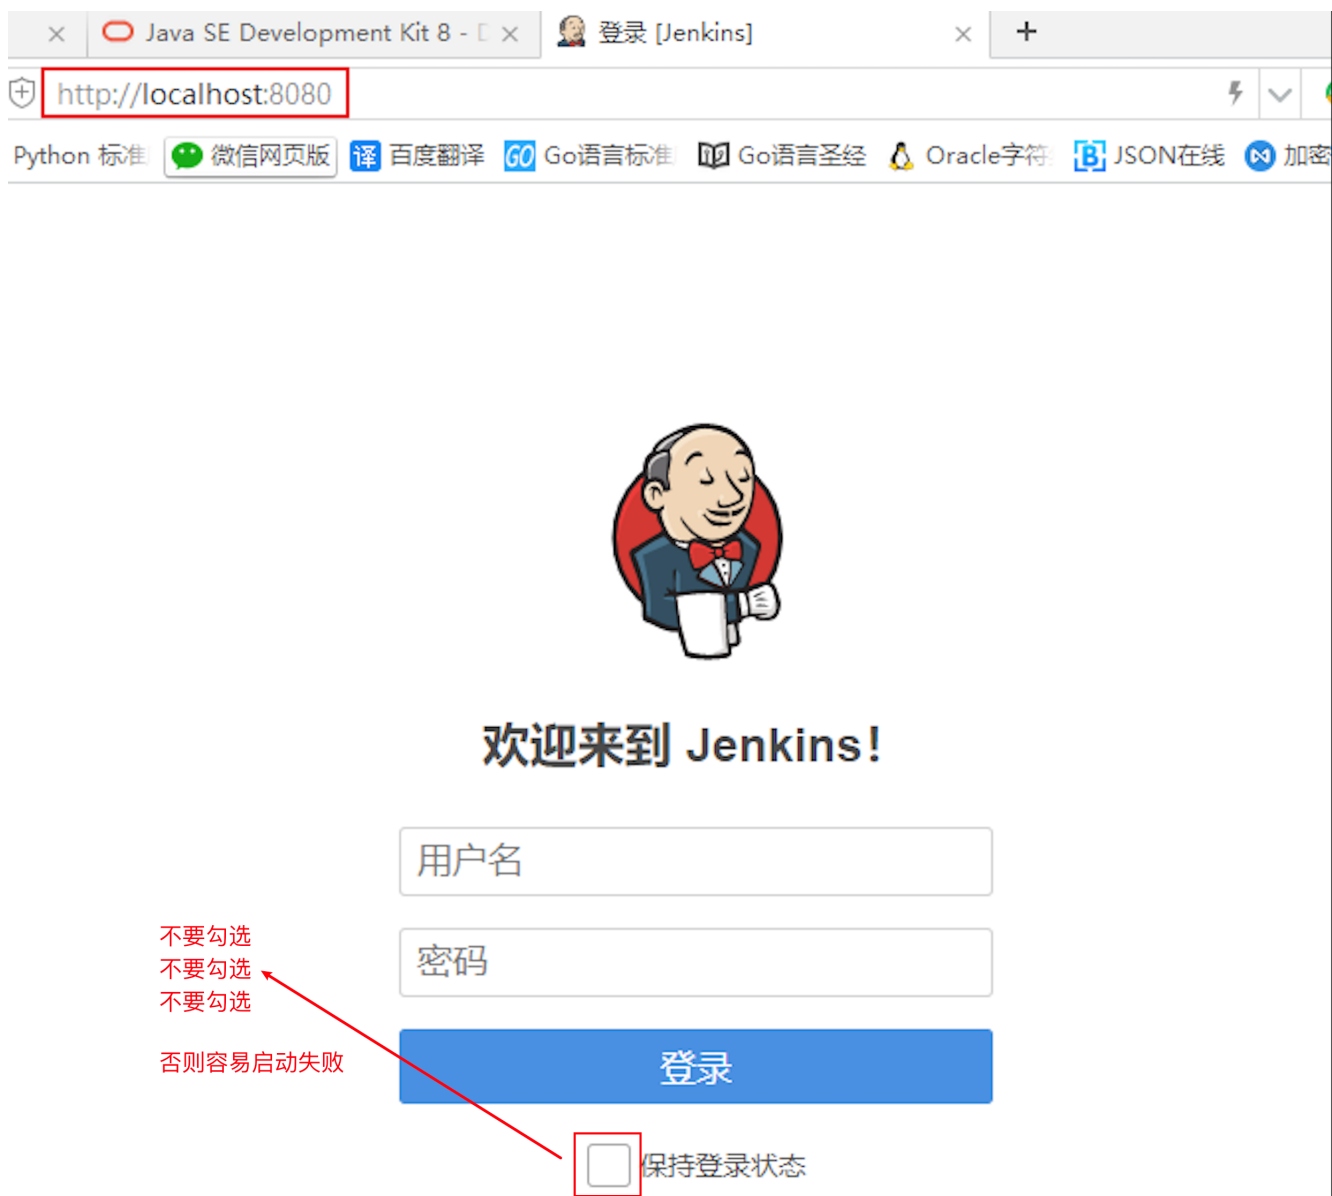 Java SE Development Kit 8 - D
登录 [Jenkins]
http://localhost:8080
Python 标准 微信网页版 译 百度翻译 GO Go语言标准 Go语言圣经 Oracle字符 B JSON在线 加密
欢迎来到 Jenkins!
用户名
不要勾选
不要勾选
不要勾选
密码
否则容易启动失败
登录
保持登录状态